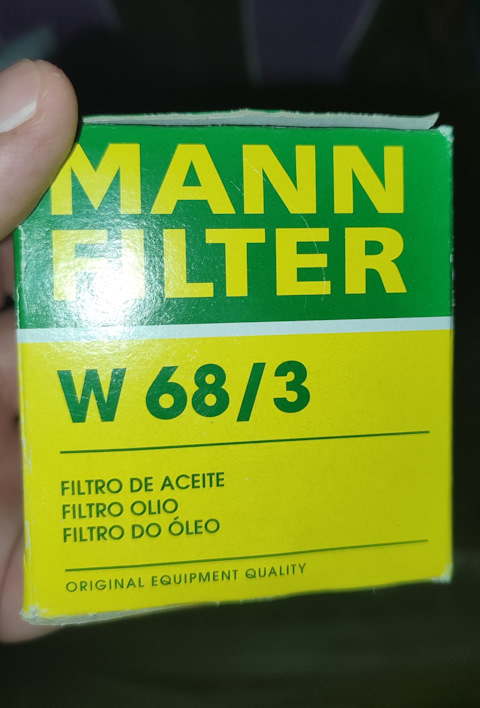 MANN
FILTER
W 68/3
FILTRO DE ACEITE
FILTRO OLIO
FILTRO DO ÓLEO
ORIGINAL EQUIPMENT QUALITY